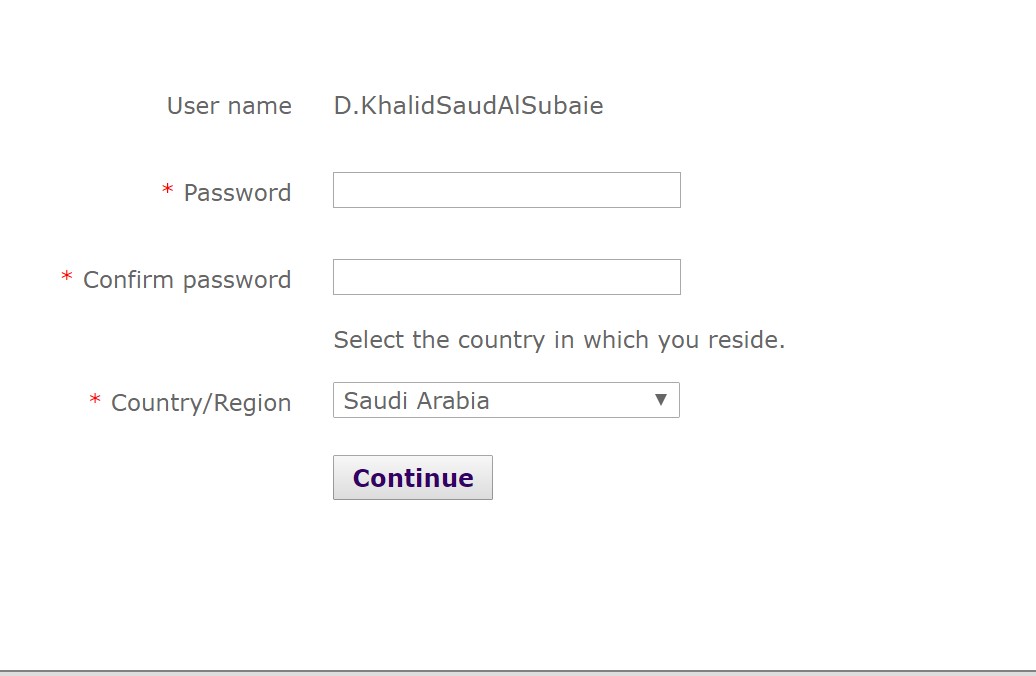 User name D.KhalidSaudAlSubaie
* Password
* Confirm password
Select the country in which you reside.
* Country/Region Saudi Arabia ▼
Continue